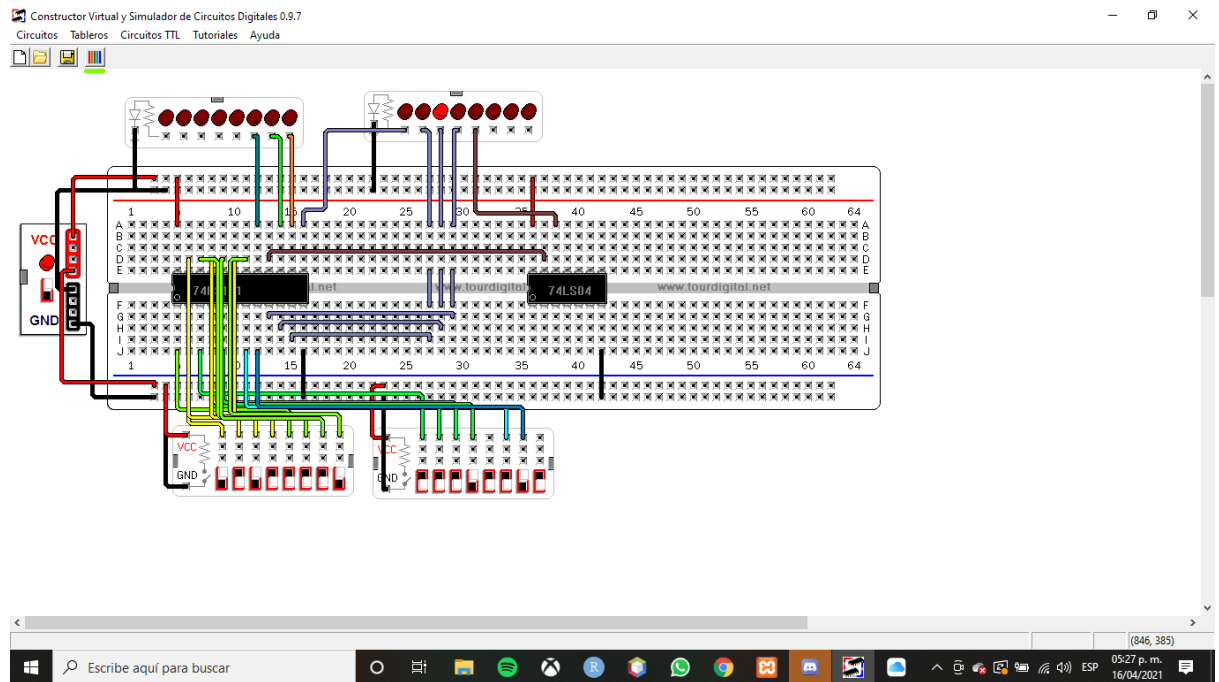 Constructor Virtual y Simulador de Circuitos Digitales 0.9.7
Circuitos Tableros Circuitos TTL Tutoriales Ayuda
1 10 15 20 25 30 35 40 45 50 55 60 64
A A
B B
C C
D D
E E
VCC
GND
74LS04
www.tourdigital.net
F F
G G
H H
I I
J J
1 15 20 25 30 35 40 45 50 55 60 64
VCC
GND
VCC
GND
(846, 385)
Escribe aquí para buscar
R
ESP
05:27 p. m.
16/04/2021